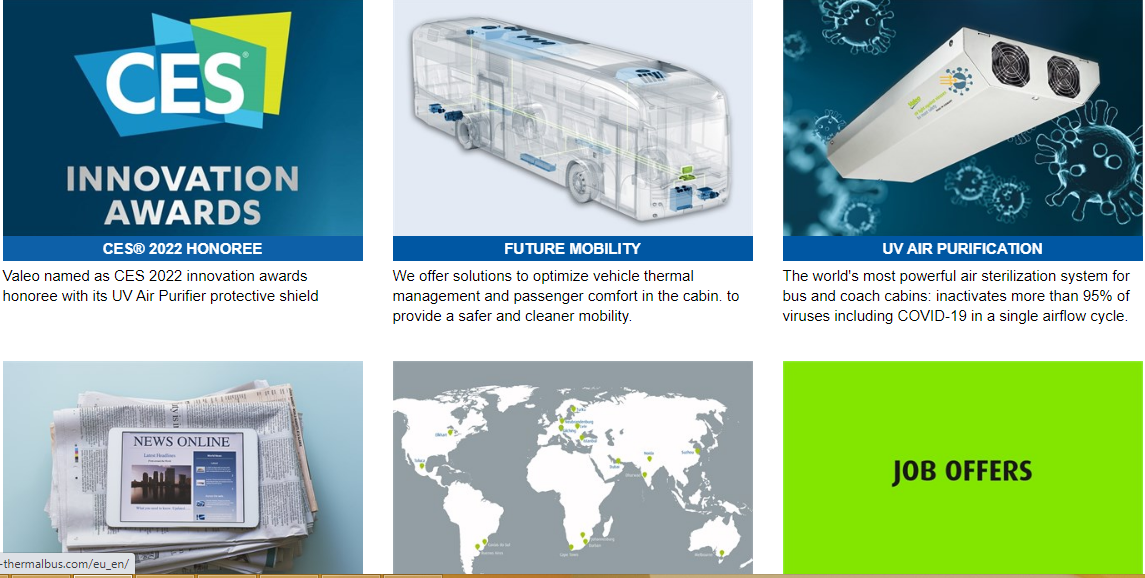 CES®
INNOVATION
AWARDS
CES® 2022 HONOREE
FUTURE MOBILITY
UV AIR PURIFICATION
Valeo named as CES 2022 innovation awards
honoree with its UV Air Purifier protective shield
We offer solutions to optimize vehicle thermal
management and passenger comfort in the cabin. to
provide a safer and cleaner mobility.
The world's most powerful air sterilization system for
bus and coach cabins: inactivates more than 95% of
viruses including COVID-19 in a single airflow cycle.
NEWS ONLINE
Latest Headlines
World News
JOB OFFERS
-thermalbus.com/eu_en/